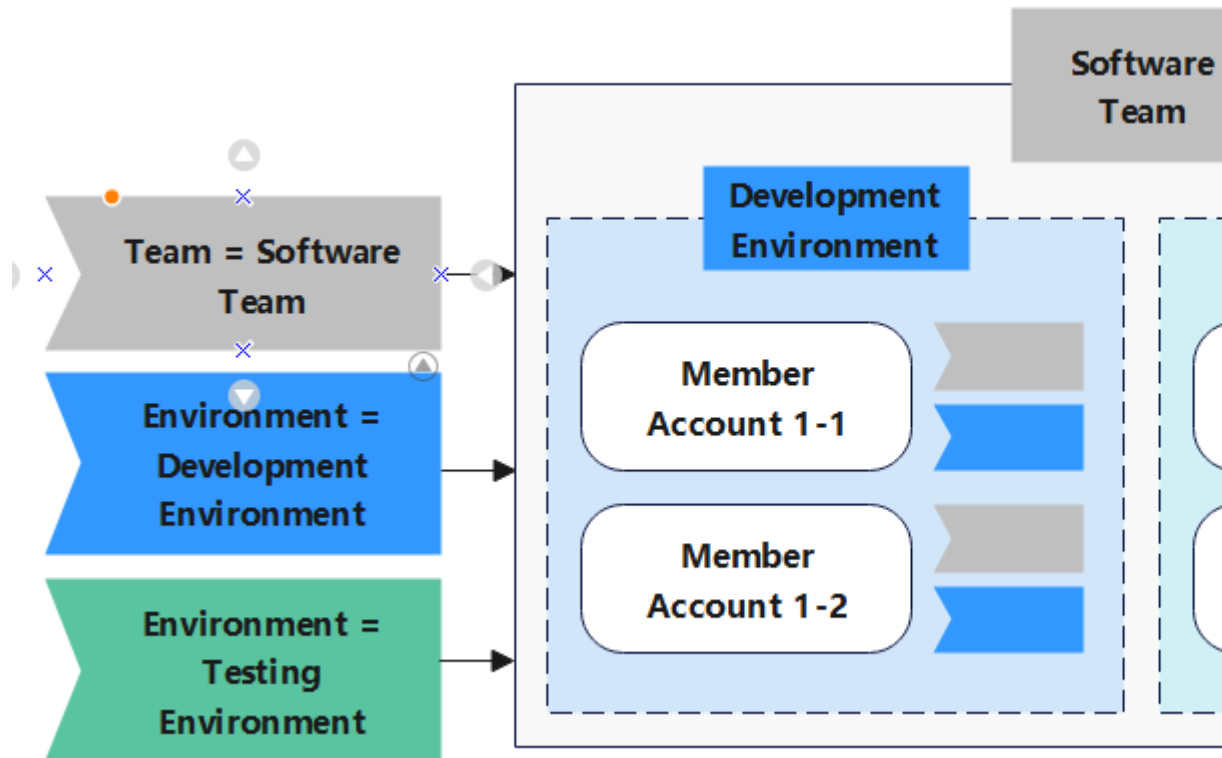 Software
Team
Development
Environment
Team = Software
Team
Member
Account 1-1
Environment =
Development
Environment
Member
Account 1-2
Environment =
Testing
Environment